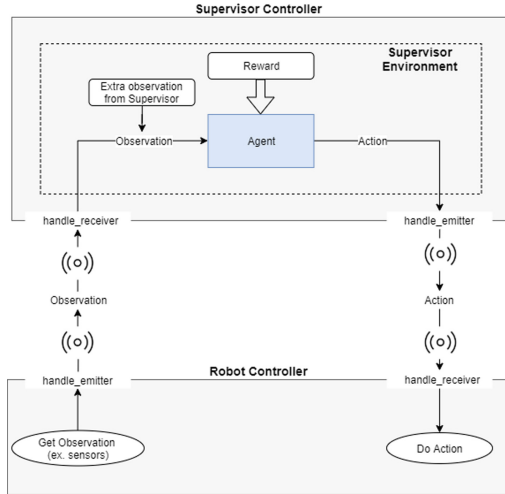 Supervisor Controller
Supervisor
Environment
Reward
Extra observation
from Supervisor
Observation
Agent
Action
handle_receiver
handle_emitter
Observation
Action
handle_emitter
Robot Controller
handle_receiver
Get Observation
(ex. sensors)
Do Action